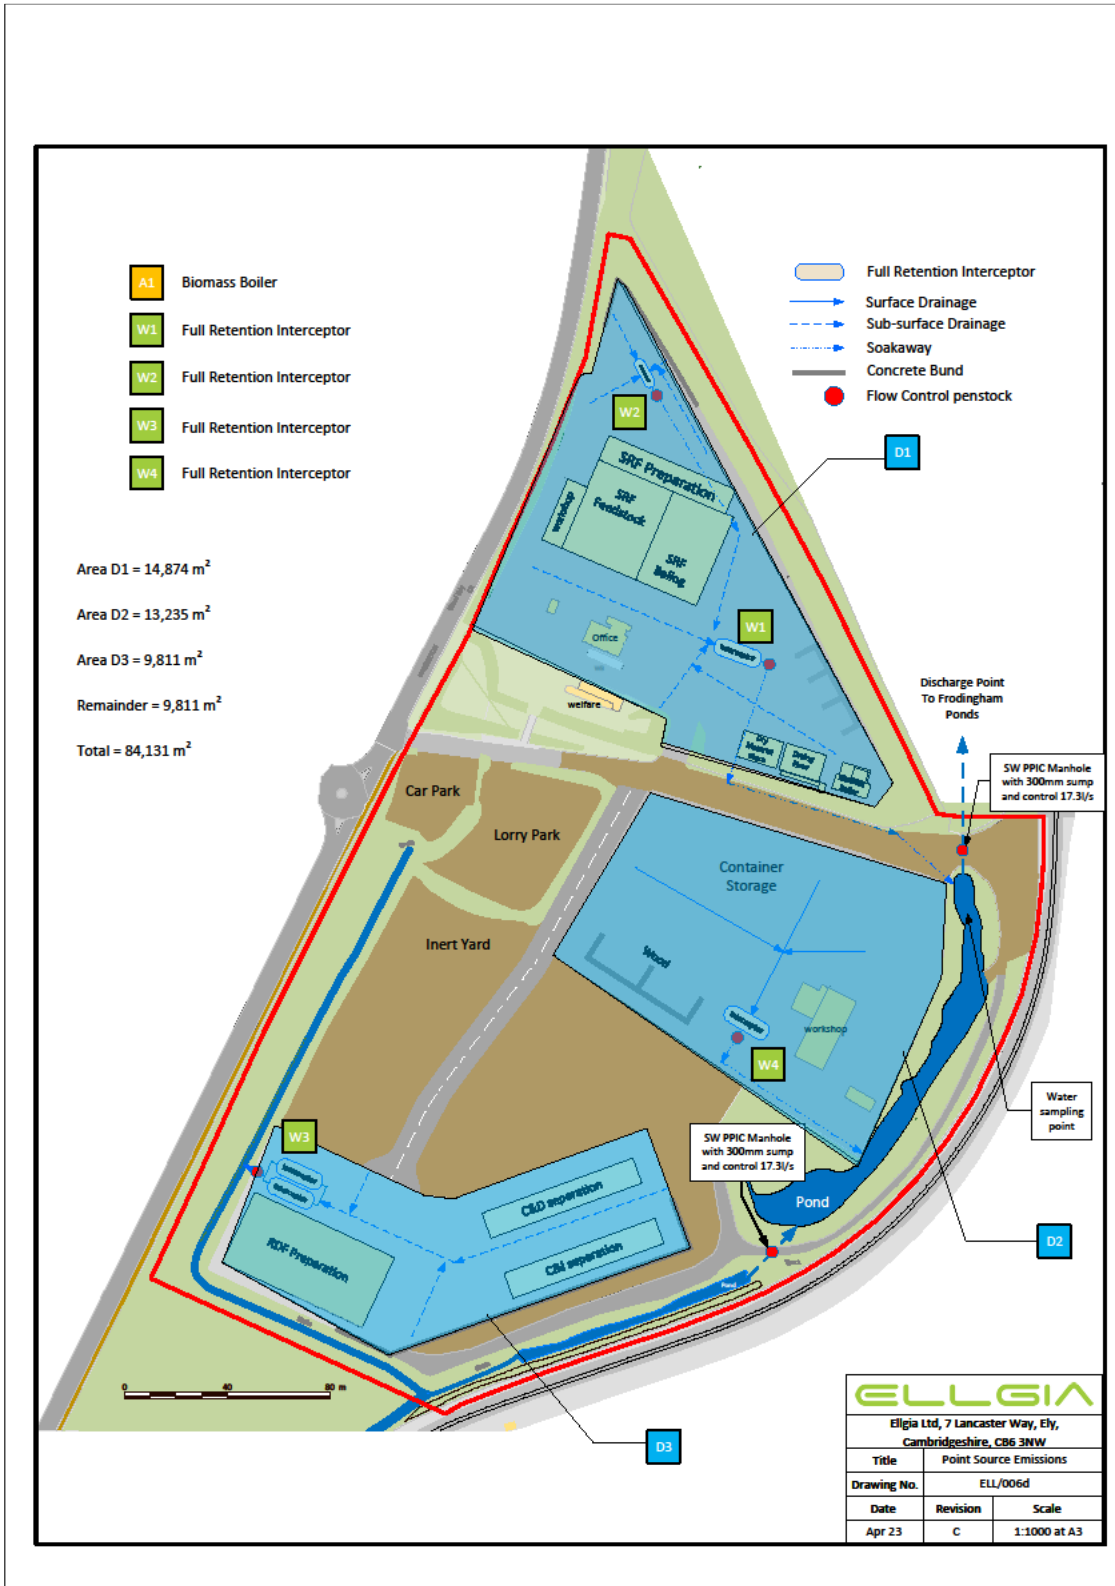 A1 Biomass Boiler
W1 Full Retention Interceptor
W2 Full Retention Interceptor
W3 Full Retention Interceptor
W4 Full Retention Interceptor
Full Retention Interceptor
Surface Drainage
Sub-surface Drainage
Soakaway
Concrete Bund
Flow Control penstock
Area D1 = 14,874 m²
Area D2 = 13,235 m²
Area D3 = 9,811 m²
Remainder = 9,811 m²
Total = 84,131 m²
W2
D1
SRF Preparation
SRF
Feedstock
workshop
SRF
Baling
W1
Office
welfare
Discharge Point
To Frodingham
Ponds
SW PPIC Manhole
with 300mm sump
and control 17.3l/s
Car Park
Lorry Park
Container
Storage
Inert Yard
Wood
Interceptor
workshop
W4
Water
sampling
point
SW PPIC Manhole
with 300mm sump
and control 17.3l/s
W3
Pond
C&D separation
RDF Preparation
C&I separation
D2
Pond
0 40 80 m
D3
ELLGIA
Ellgia Ltd, 7 Lancaster Way, Ely,
Cambridgeshire, CB6 3NW
Title Point Source Emissions
Drawing No. ELL/006d
Date Revision Scale
Apr 23 C 1:1000 at A3